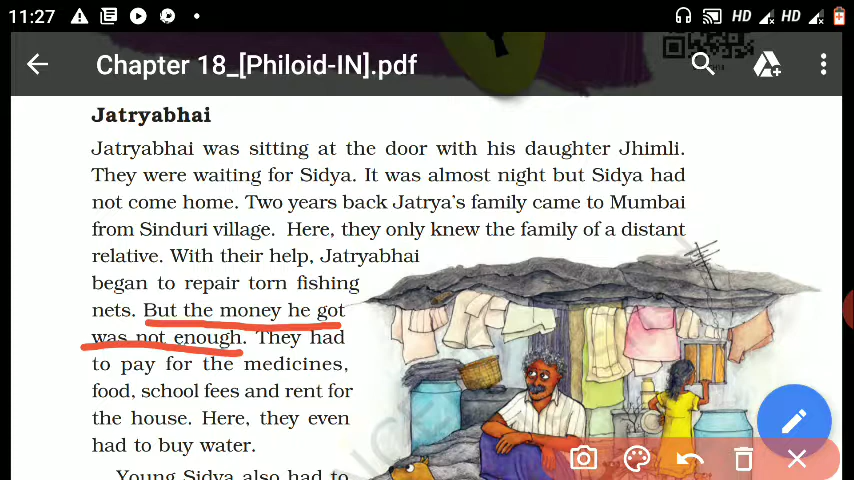 11:27
HD
HD
Chapter 18_[Philoid-IN].pdf
Jatryabhai
Jatryabhai was sitting at the door with his daughter Jhimli.
They were waiting for Sidya. It was almost night but Sidya had
not come home. Two years back Jatrya's family came to Mumbai
from Sinduri village. Here, they only knew the family of a distant
relative. With their help, Jatryabhai
began to repair torn fishing
nets. But the money he got
was not enough. They had
to pay for the medicines,
food, school fees and rent for
the house. Here, they even
had to buy water.
Young Sidya also had to